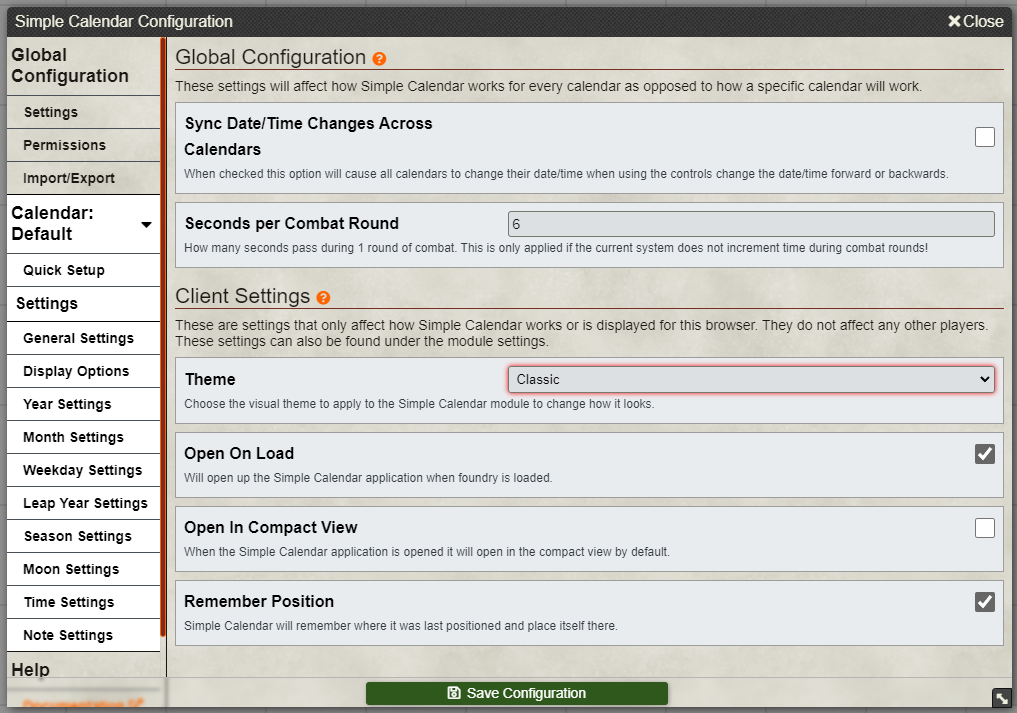 Simple Calendar Configuration
Close
Global
Configuration
Settings
Permissions
Import/Export
Calendar:
Default
Quick Setup
Settings
General Settings
Display Options
Year Settings
Month Settings
Weekday Settings
Leap Year Settings
Season Settings
Moon Settings
Time Settings
Note Settings
Help
Documentation
Global Configuration ?
These settings will affect how Simple Calendar works for every calendar as opposed to how a specific calendar will work.
Sync Date/Time Changes Across
Calendars
When checked this option will cause all calendars to change their date/time when using the controls change the date/time forward or backwards.
Seconds per Combat Round
6
How many seconds pass during 1 round of combat. This is only applied if the current system does not increment time during combat rounds!
Client Settings ?
These are settings that only affect how Simple Calendar works or is displayed for this browser. They do not affect any other players.
These settings can also be found under the module settings.
Theme
Classic
Choose the visual theme to apply to the Simple Calendar module to change how it looks.
Open On Load
Will open up the Simple Calendar application when foundry is loaded.
Open In Compact View
When the Simple Calendar application is opened it will open in the compact view by default.
Remember Position
Simple Calendar will remember where it was last positioned and place itself there.
Save Configuration